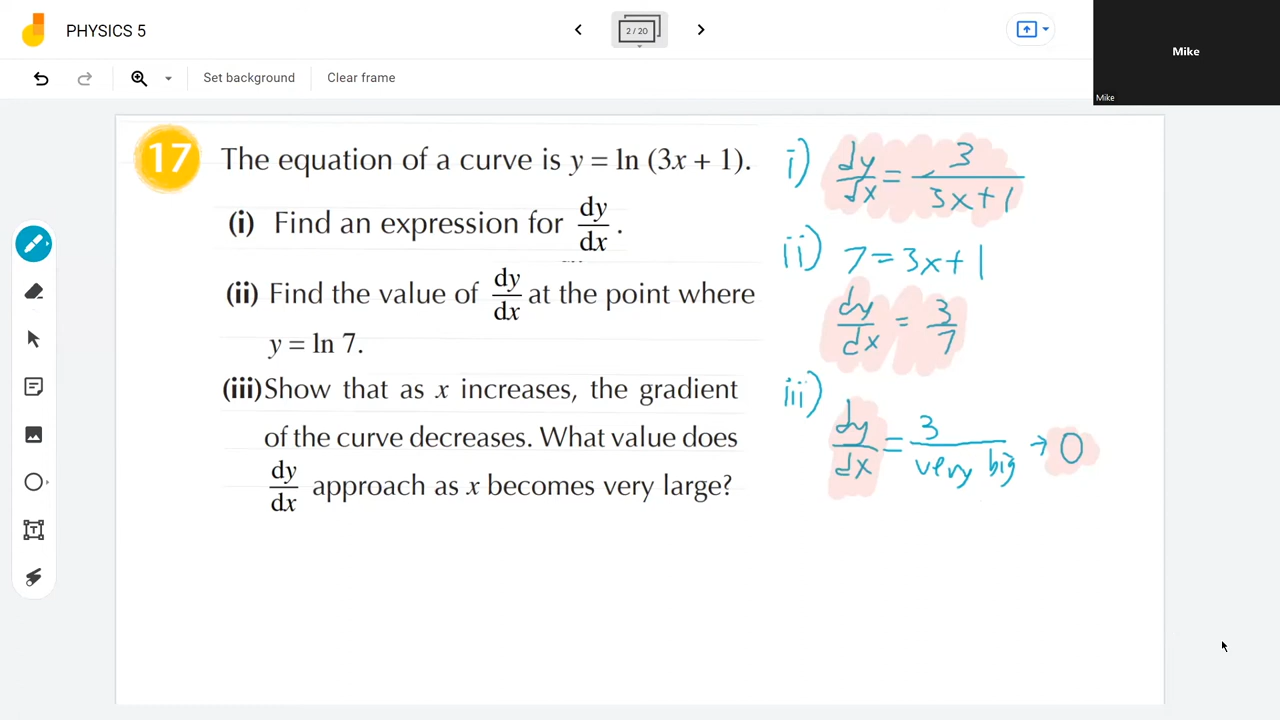 PHYSICS 5
2 / 20
Mike
Mike
Set background
Clear frame
17
The equation of a curve is y = ln (3x + 1).
(i) Find an expression for dy/dx.
(ii) Find the value of dy/dx at the point where
y = ln 7.
(iii) Show that as x increases, the gradient
of the curve decreases. What value does
dy/dx approach as x becomes very large?
i) dy/dx = 3/(3x+1)
ii) 7 = 3x+1
dy/dx = 3/7
iii)
dy/dx = 3/very big → 0